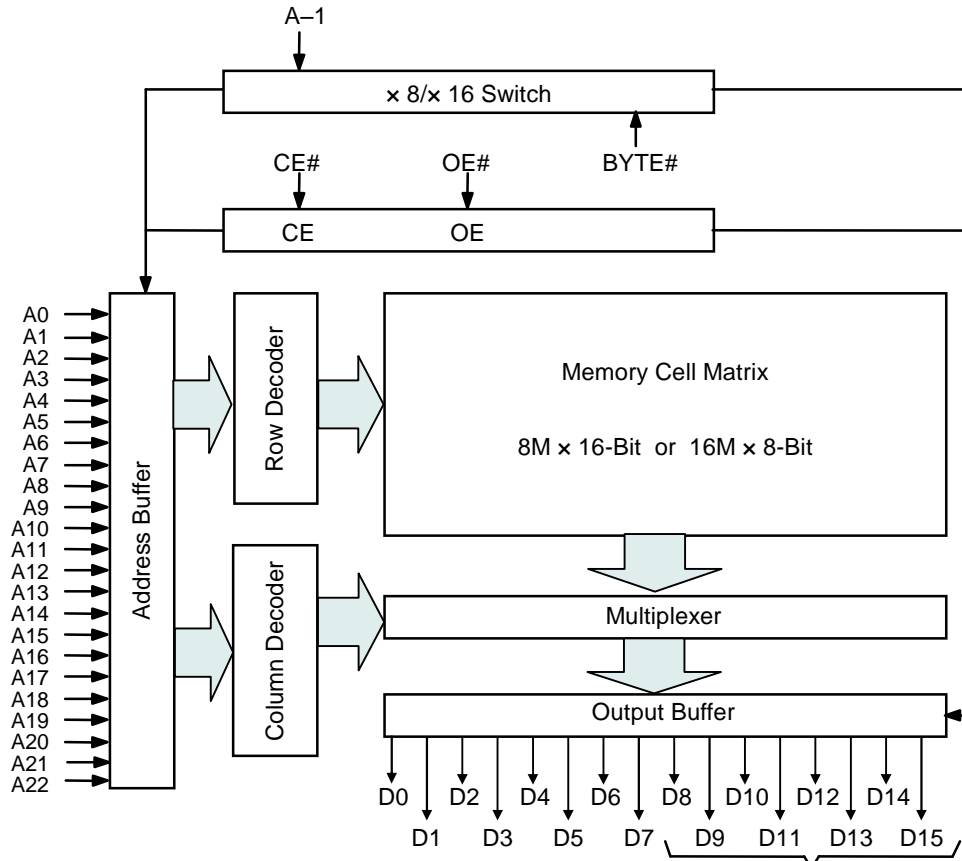 A–1
× 8/× 16 Switch
CE#
OE#
BYTE#
CE
OE
A0
A1
A2
A3
A4
A5
A6
A7
A8
A9
A10
A11
A12
A13
A14
A15
A16
A17
A18
A19
A20
A21
A22
Address Buffer
Row Decoder
Column Decoder
Memory Cell Matrix
8M × 16-Bit or 16M × 8-Bit
Multiplexer
Output Buffer
D0 D2 D4 D6 D8 D10 D12 D14
D1 D3 D5 D7 D9 D11 D13 D15